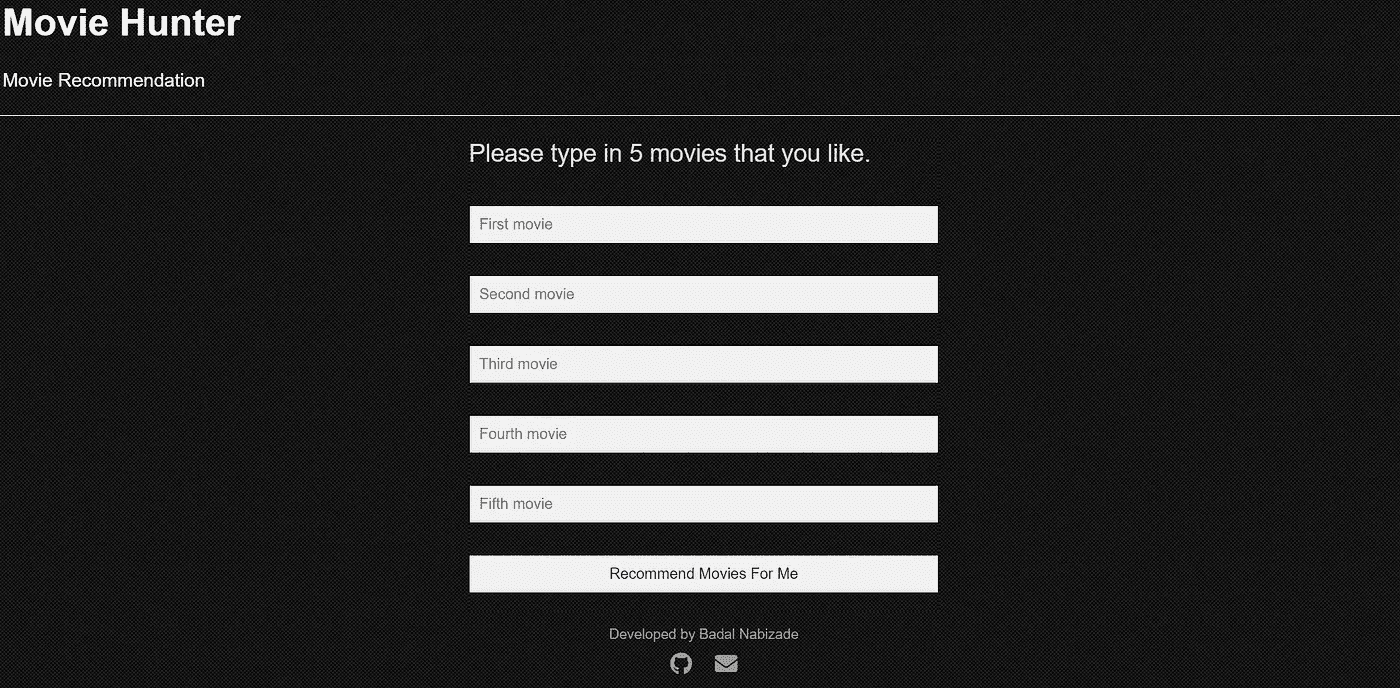 Movie Hunter
Movie Recommendation
Please type in 5 movies that you like.
First movie
Second movie
Third movie
Fourth movie
Fifth movie
Recommend Movies For Me
Developed by Badal Nabizade